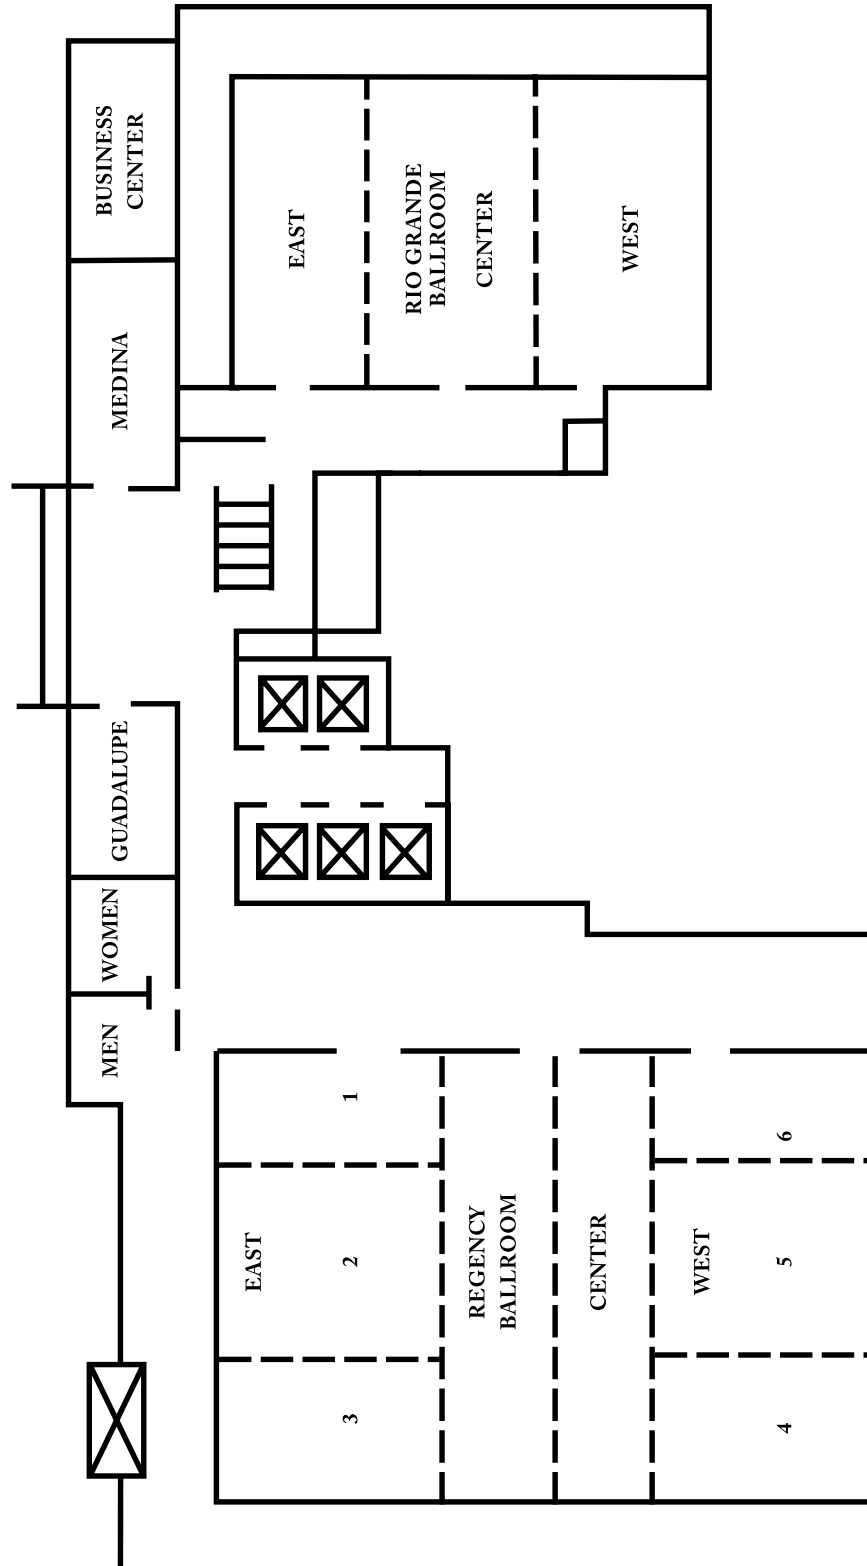 BUSINESS
CENTER
MEDINA
GUADALUPE
WOMEN
MEN
EAST
RIO GRANDE
BALLROOM
CENTER
WEST
EAST
1
2
3
REGENCY
BALLROOM
CENTER
WEST
6
5
4